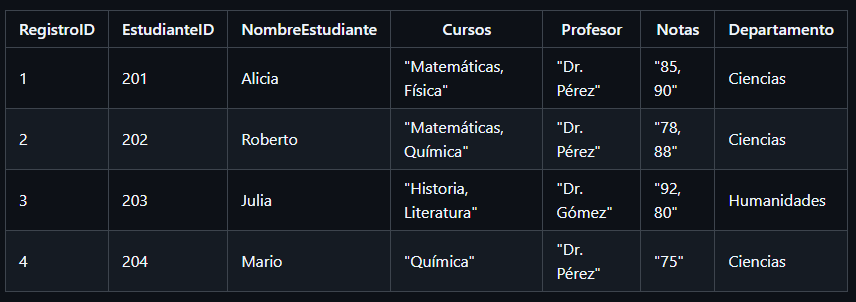 RegistroID EstudianteID NombreEstudiante Cursos Profesor Notas Departamento
1 201 Alicia "Matemáticas, Física" "Dr. Pérez" "85, 90" Ciencias
2 202 Roberto "Matemáticas, Química" "Dr. Pérez" "78, 88" Ciencias
3 203 Julia "Historia, Literatura" "Dr. Gómez" "92, 80" Humanidades
4 204 Mario "Química" "Dr. Pérez" "75" Ciencias